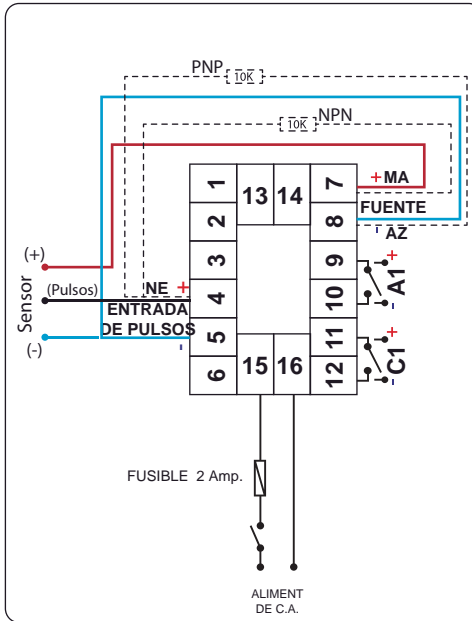 PNP
10K
NPN
10K
1
2
3
4
5
6
13
14
15
16
7
8
9
10
11
12
+MA
FUENTE
AZ
+
A1
-
+
C1
-
(+)
(Pulsos)
(-)
Sensor
NE +
ENTRADA
DE PULSOS
-
FUSIBLE 2 Amp.
ALIMENT
DE C.A.